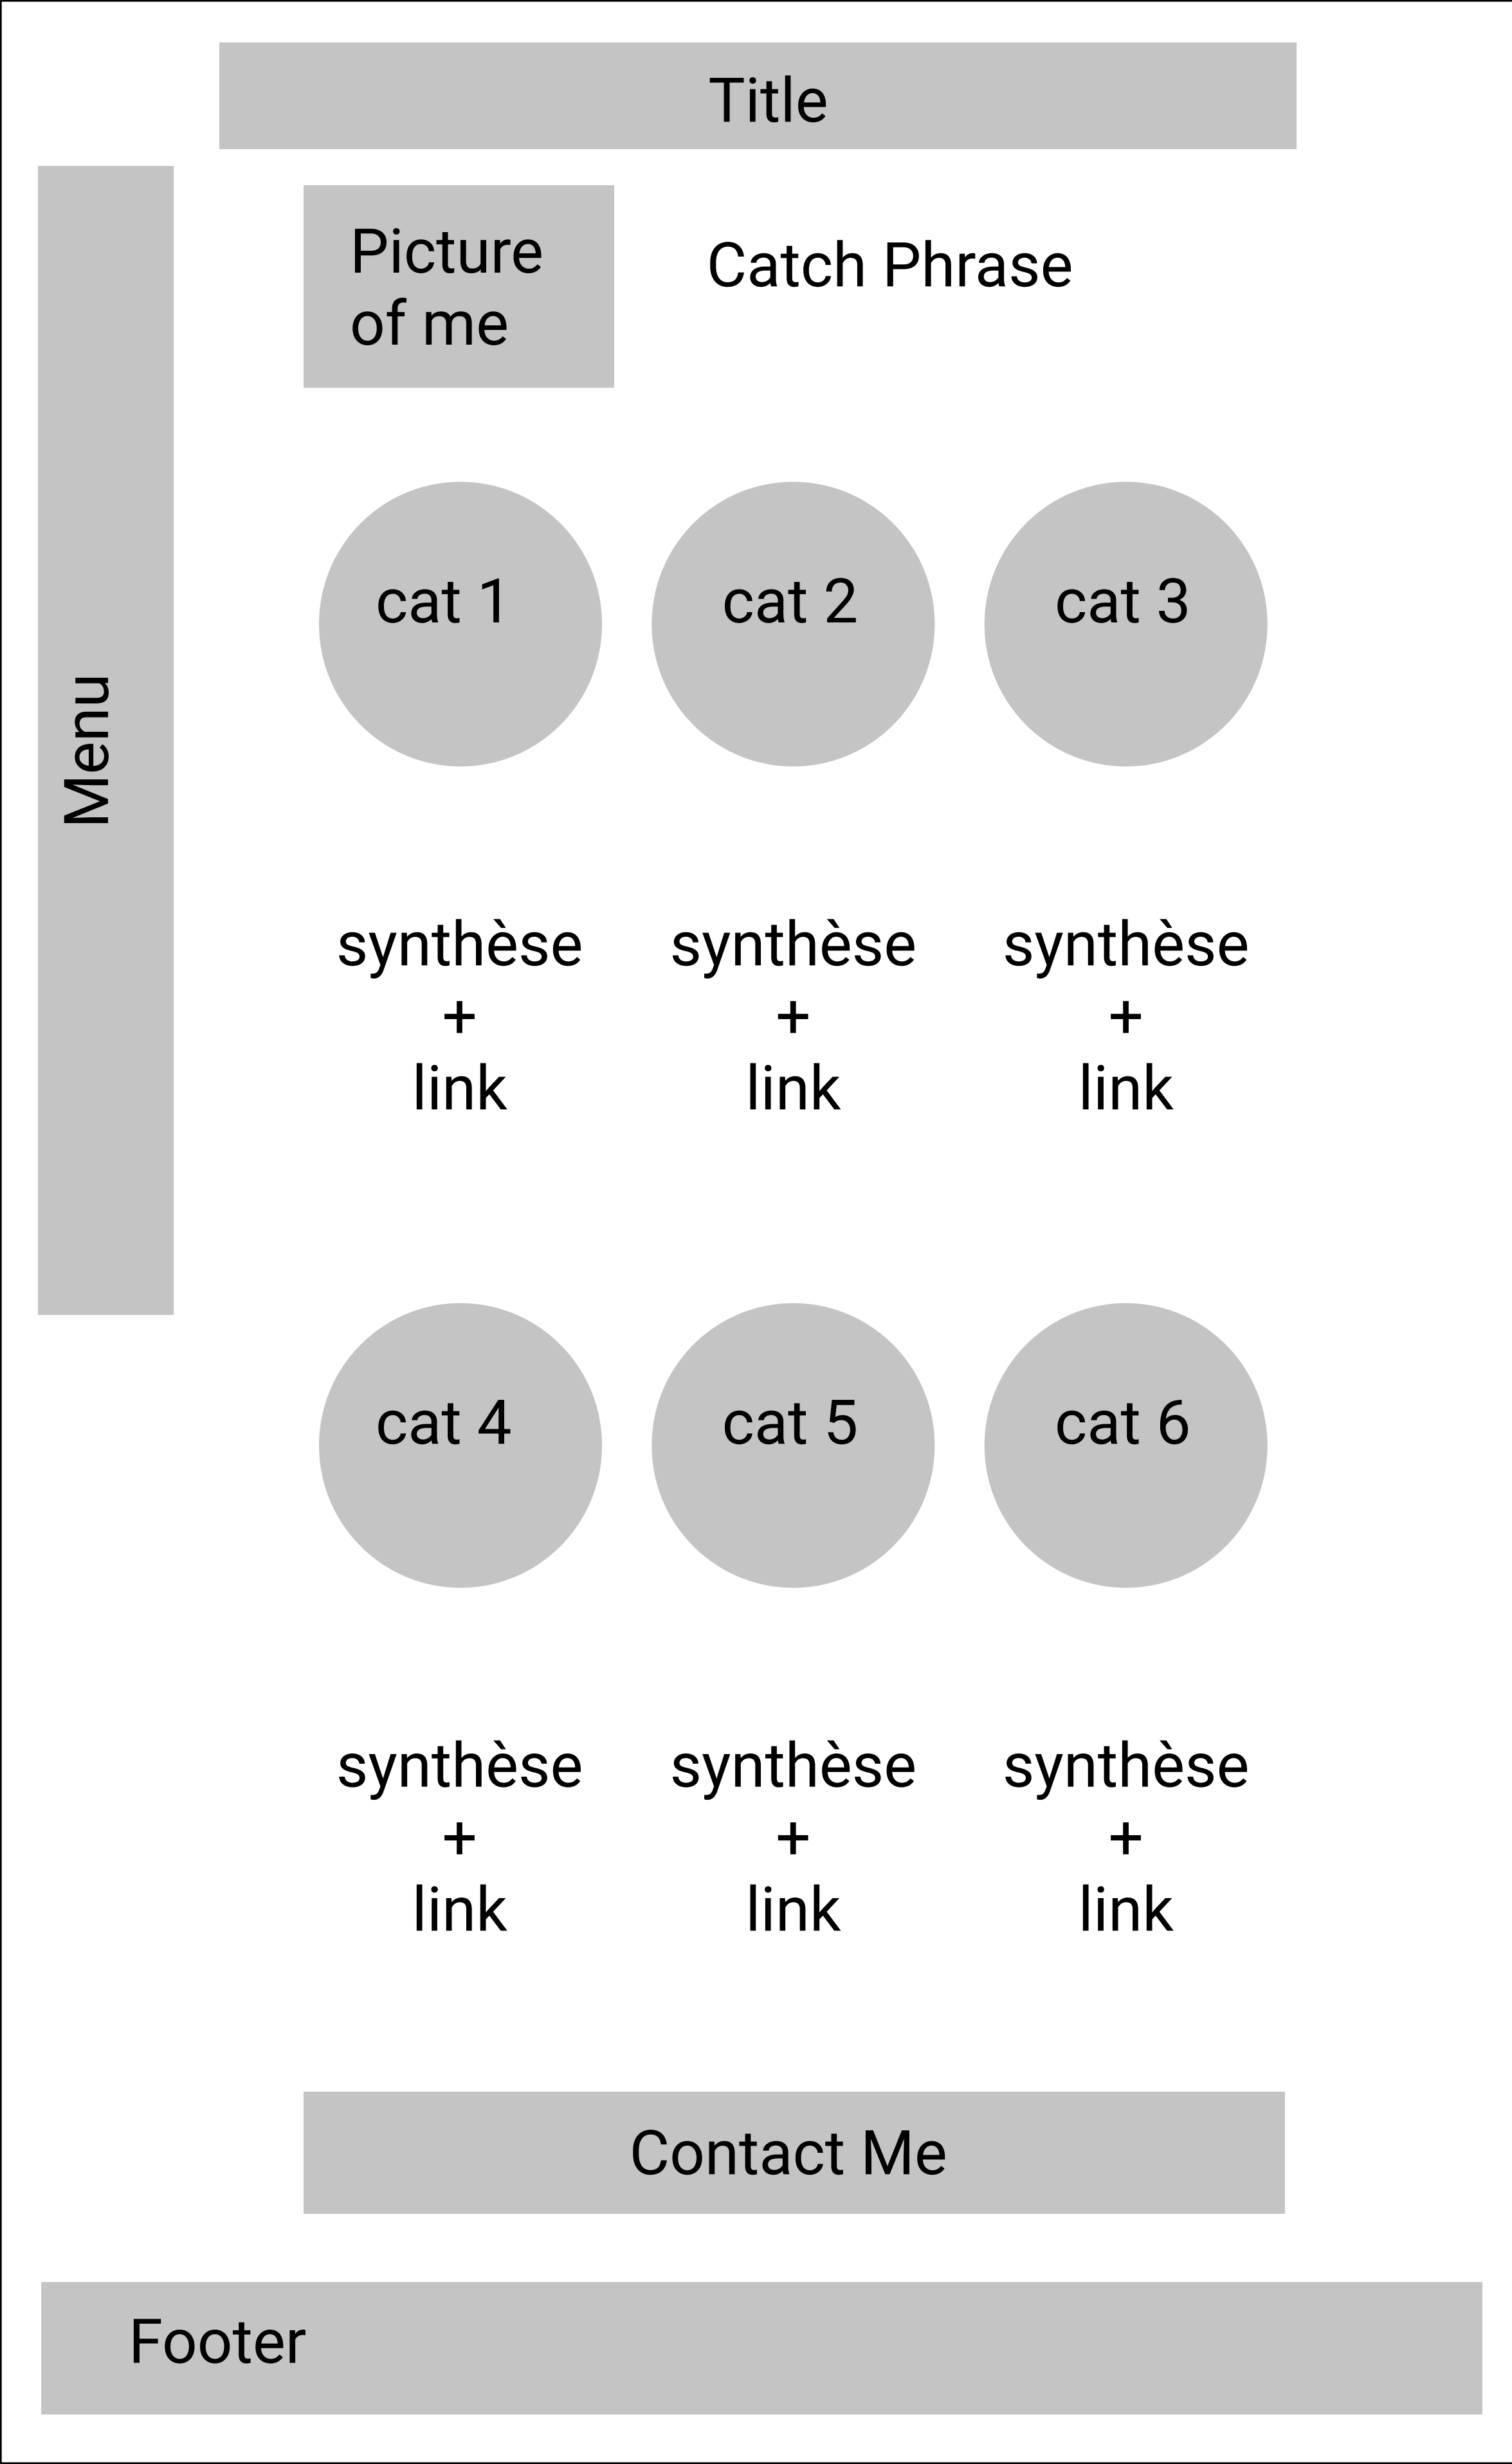 Title
Menu
Picture
of me
Catch Phrase
cat 1
cat 2
cat 3
synthèse
+
link
synthèse
+
link
synthèse
+
link
cat 4
cat 5
cat 6
synthèse
+
link
synthèse
+
link
synthèse
+
link
Contact Me
Footer